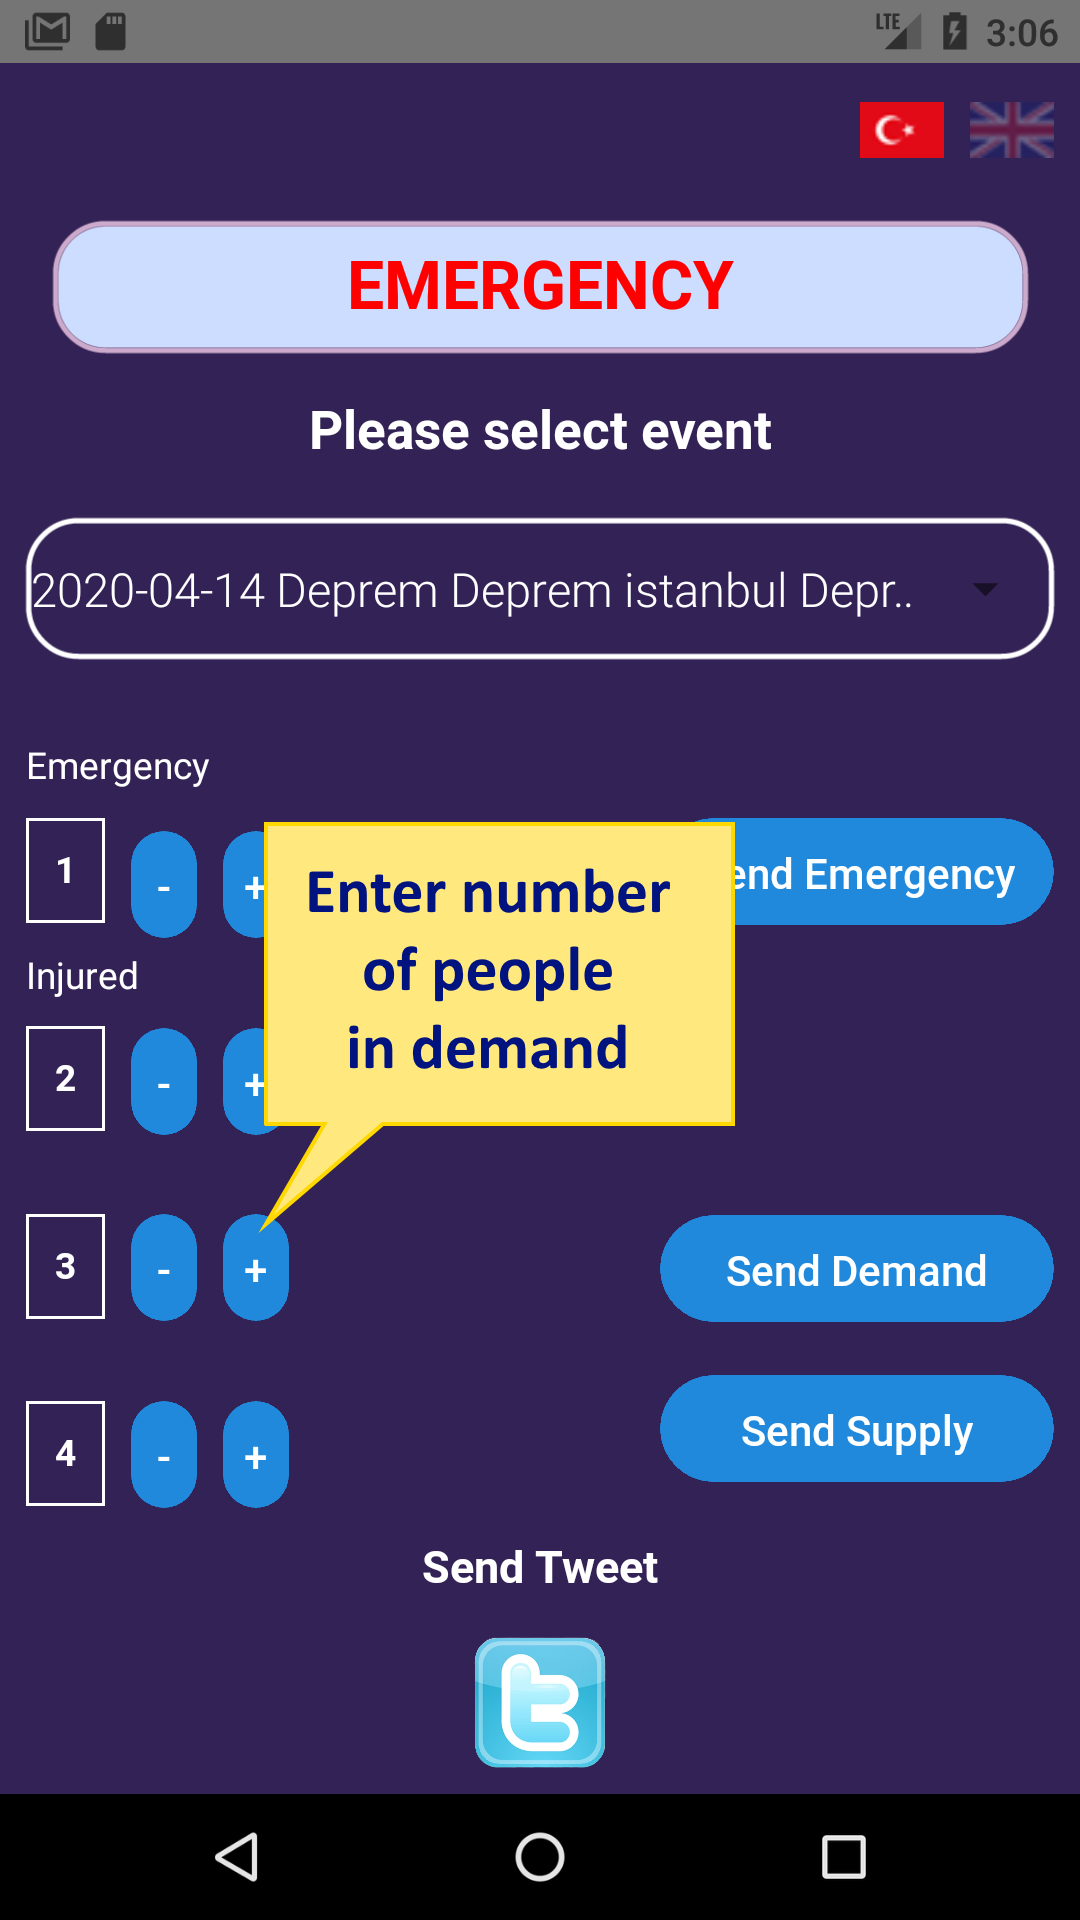 LTE 3:06
EMERGENCY
Please select event
2020-04-14 Deprem Deprem istanbul Depr..
Emergency
1 - +
end Emergency
Enter number
of people
in demand
Injured
2 - +
3 - + Send Demand
4 - + Send Supply
Send Tweet